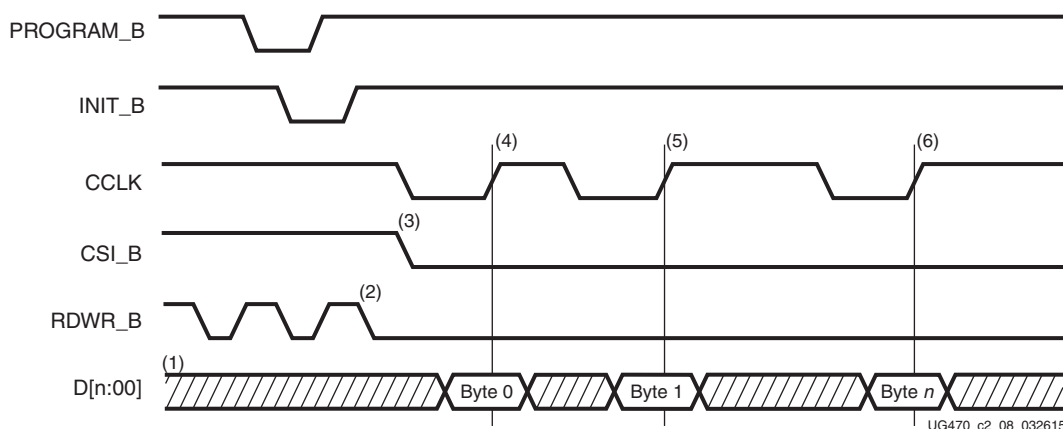 PROGRAM_B
INIT_B
(4) (5) (6)
CCLK
(3)
CSI_B
(2)
RDWR_B
(1)
D[n:00] Byte 0 Byte 1 Byte n
UG470_c2_08_032615